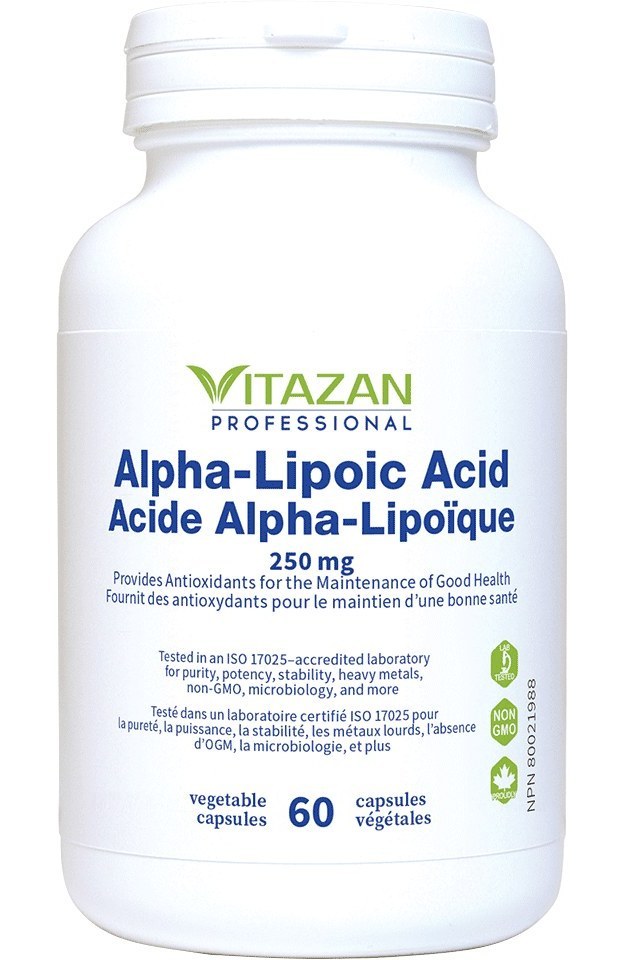 VITAZAN
PROFESSIONAL
Alpha-Lipoic Acid
Acide Alpha-Lipoïque
250 mg
Provides Antioxidants for the Maintenance of Good Health
Fournit des antioxydants pour le maintien d’une bonne santé
Tested in an ISO 17025–accredited laboratory
for purity, potency, stability, heavy metals,
non-GMO, microbiology, and more
Testé dans un laboratoire certifié ISO 17025 pour
la pureté, la puissance, la stabilité, les métaux lourds, l’absence
d’OGM, la microbiologie, et plus
LAB
TESTED
NON
GMO
PROUDLY
NPN 80021988
vegetable
capsules
60
capsules
végétales